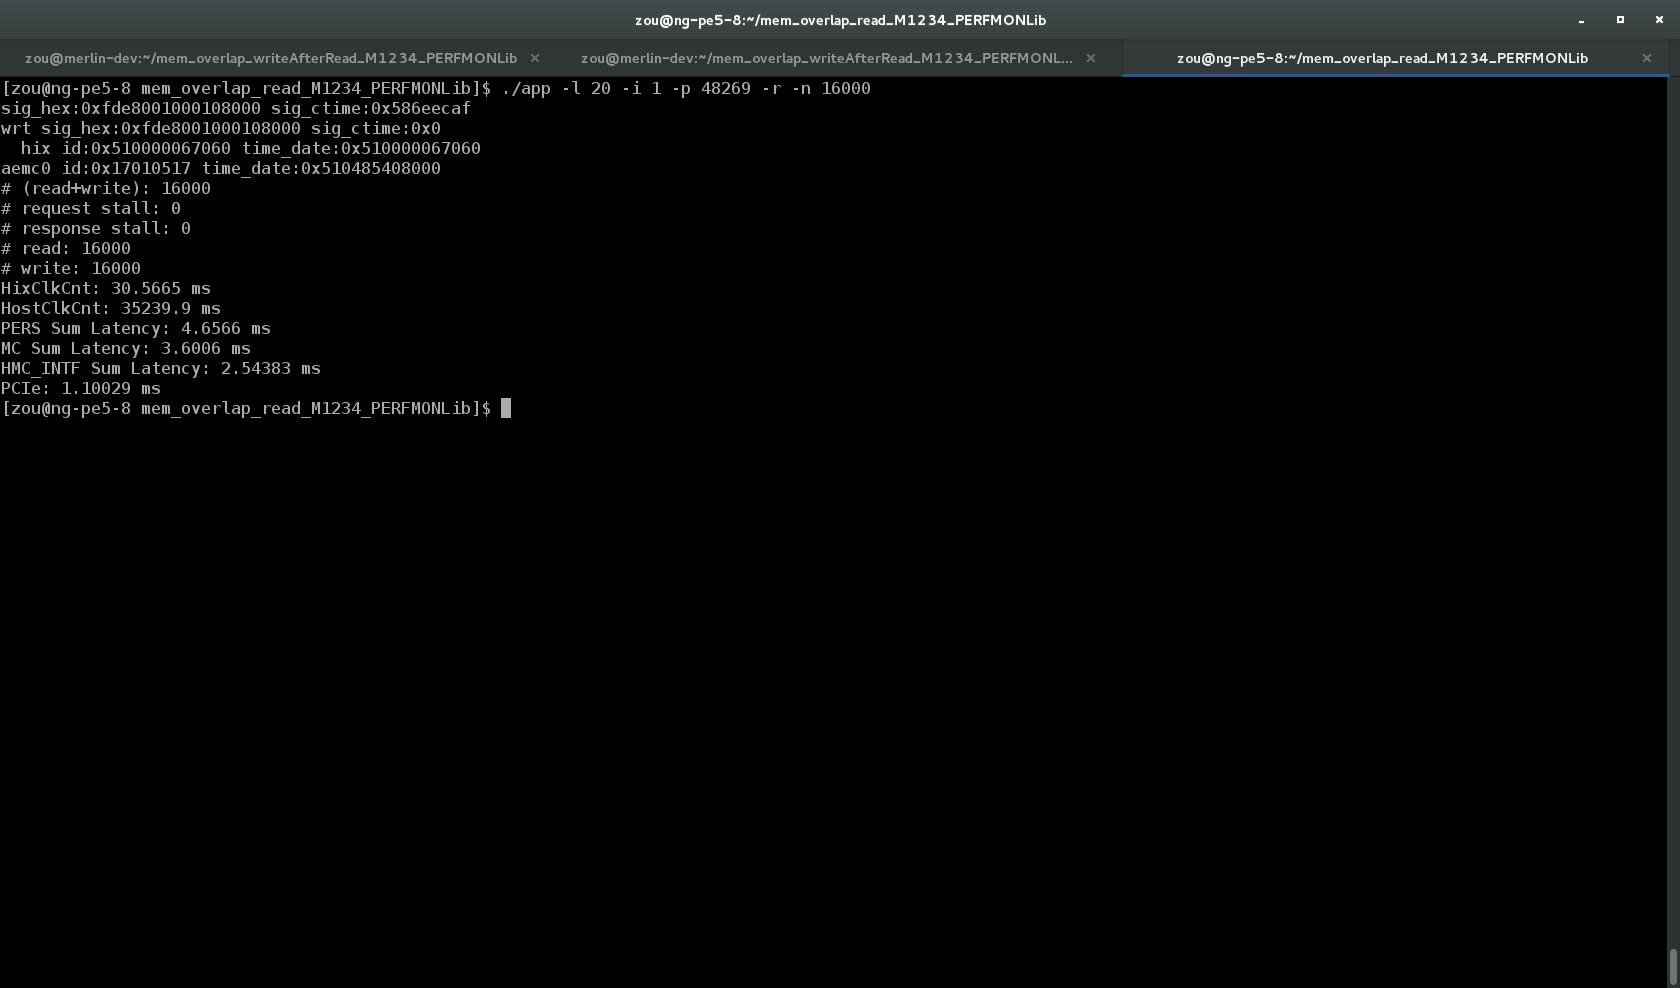 zou@ng-pe5-8:~/mem_overlap_read_M1234_PERFMONLib
zou@merlin-dev:~/mem_overlap_writeAfterRead_M1234_PERFMONLib
zou@merlin-dev:~/mem_overlap_writeAfterRead_M1234_PERFMONL...
zou@ng-pe5-8:~/mem_overlap_read_M1234_PERFMONLib
[zou@ng-pe5-8 mem_overlap_read_M1234_PERFMONLib]$ ./app -l 20 -i 1 -p 48269 -r -n 16000
sig_hex:0xfde8001000108000 sig_ctime:0x586eecaf
wrt sig_hex:0xfde8001000108000 sig_ctime:0x0
  hix id:0x510000067060 time_date:0x510000067060
aemc0 id:0x17010517 time_date:0x510485408000
# (read+write): 16000
# request stall: 0
# response stall: 0
# read: 16000
# write: 16000
HixClkCnt: 30.5665 ms
HostClkCnt: 35239.9 ms
PERS Sum Latency: 4.6566 ms
MC Sum Latency: 3.6006 ms
HMC_INTF Sum Latency: 2.54383 ms
PCIe: 1.10029 ms
[zou@ng-pe5-8 mem_overlap_read_M1234_PERFMONLib]$